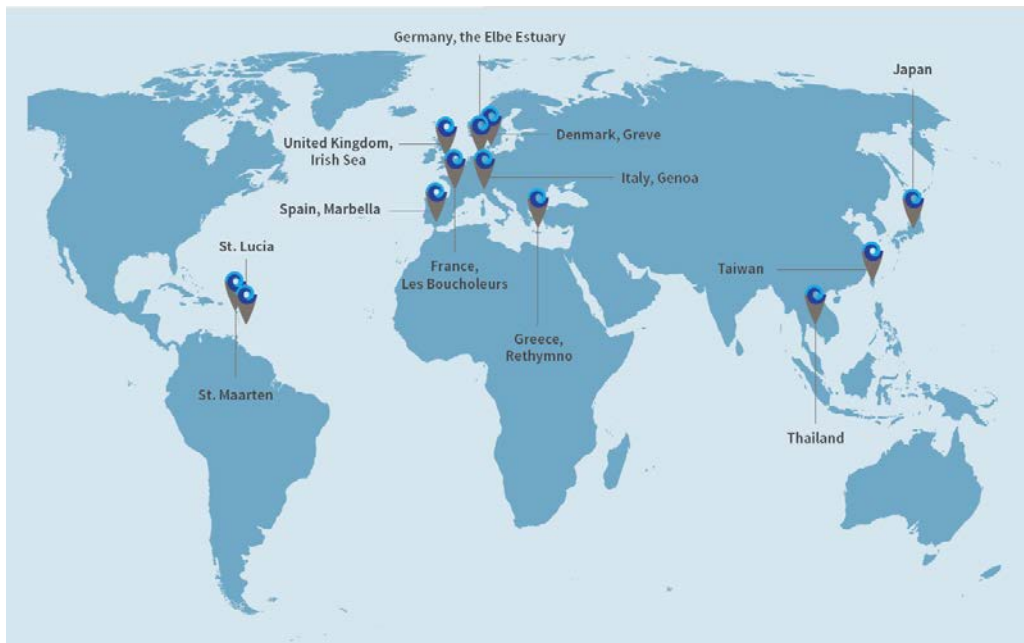 Germany, the Elbe Estuary
Japan
United Kingdom,
Irish Sea
Denmark, Greve
Italy, Genoa
Spain, Marbella
St. Lucia
France,
Les Boucholeurs
Taiwan
Greece,
Rethymno
St. Maarten
Thailand